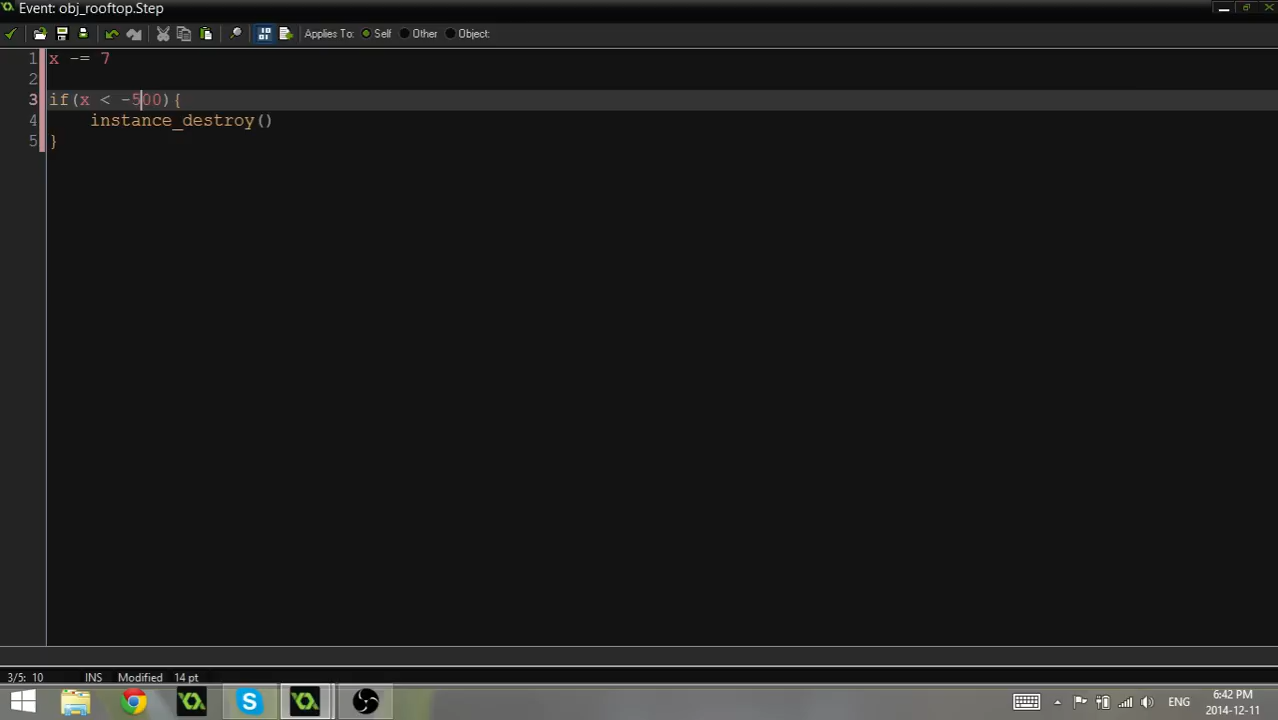 Event: obj_rooftop.Step
Applies To: Self Other Object:
1 x -= 7
2
3 if(x < -500){
4 instance_destroy()
5 }
3/5: 10 INS Modified 14 pt
ENG
6:42 PM
2014-12-11